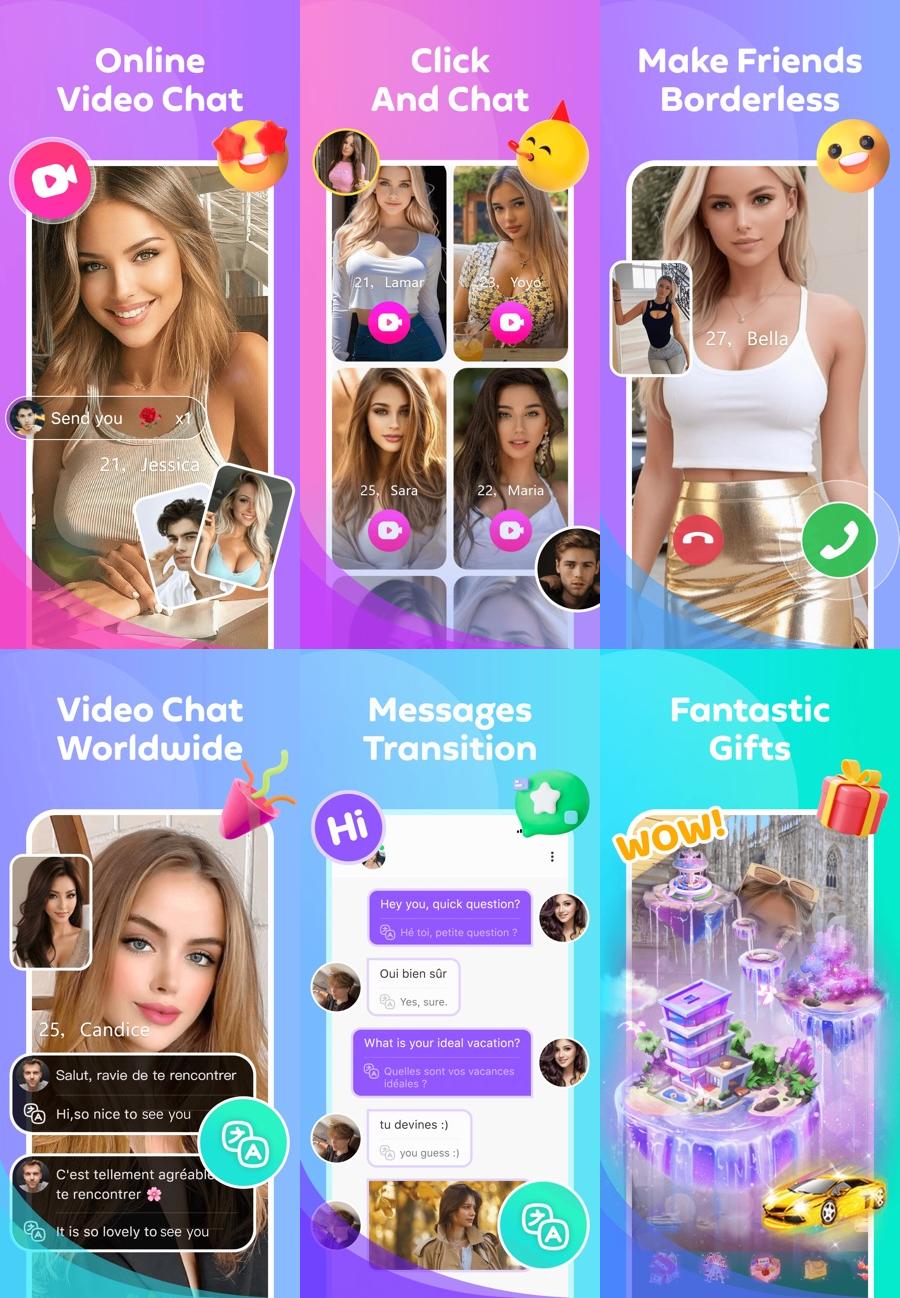 Online
Video Chat
Send you x1
21, Jessica
Click
And Chat
21, Lamar
23, Yoyo
25, Sara
22, Maria
Make Friends
Borderless
27, Bella
Video Chat
Worldwide
25, Candice
Salut, ravie de te rencontrer
Hi,so nice to see you
C'est tellement agréable
te rencontrer 🌸
It is so lovely to see you
Messages
Transition
Hi
Hey you, quick question?
Hé toi, petite question ?
Oui bien sûr
Yes, sure.
What is your ideal vacation?
Quelles sont vos vacances
idéales ?
tu devines :)
you guess :)
Fantastic
Gifts
WOW!